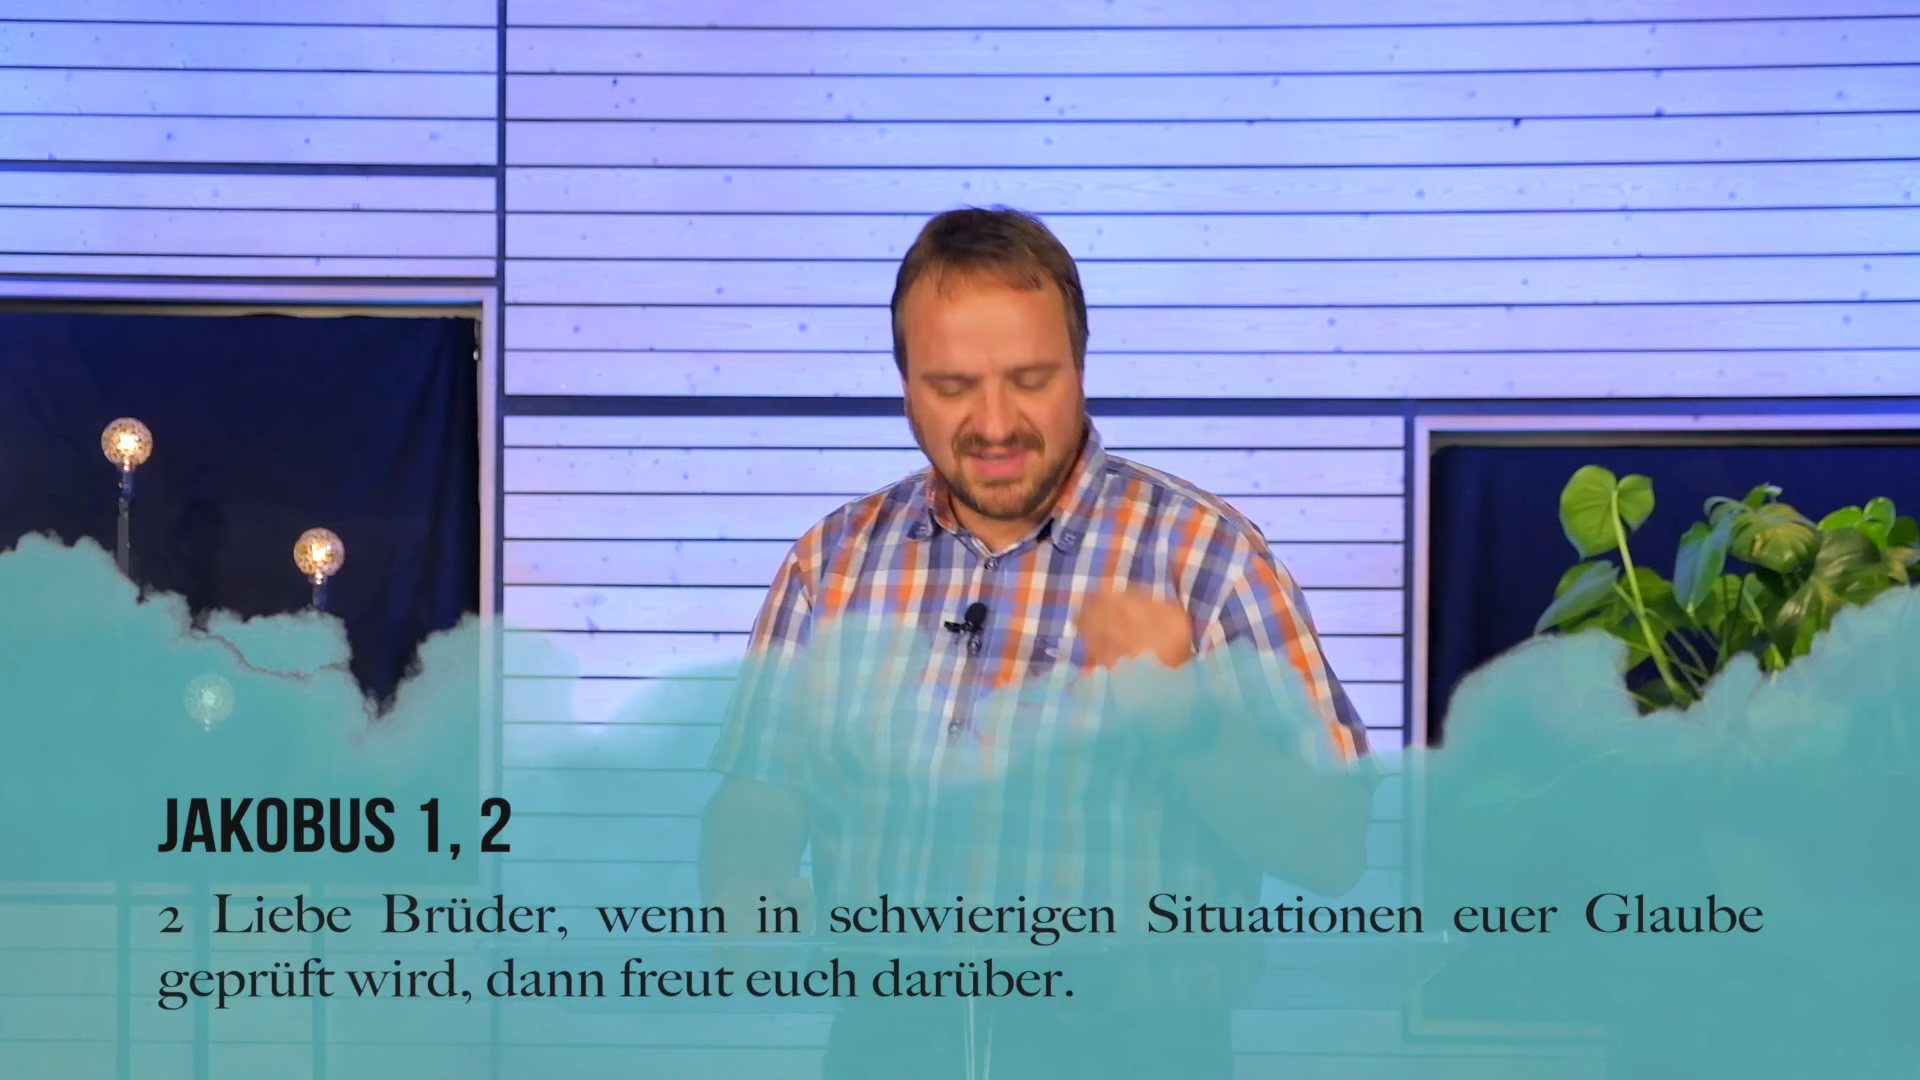 JAKOBUS 1, 2
2 Liebe Brüder, wenn in schwierigen Situationen euer Glaube
geprüft wird, dann freut euch darüber.